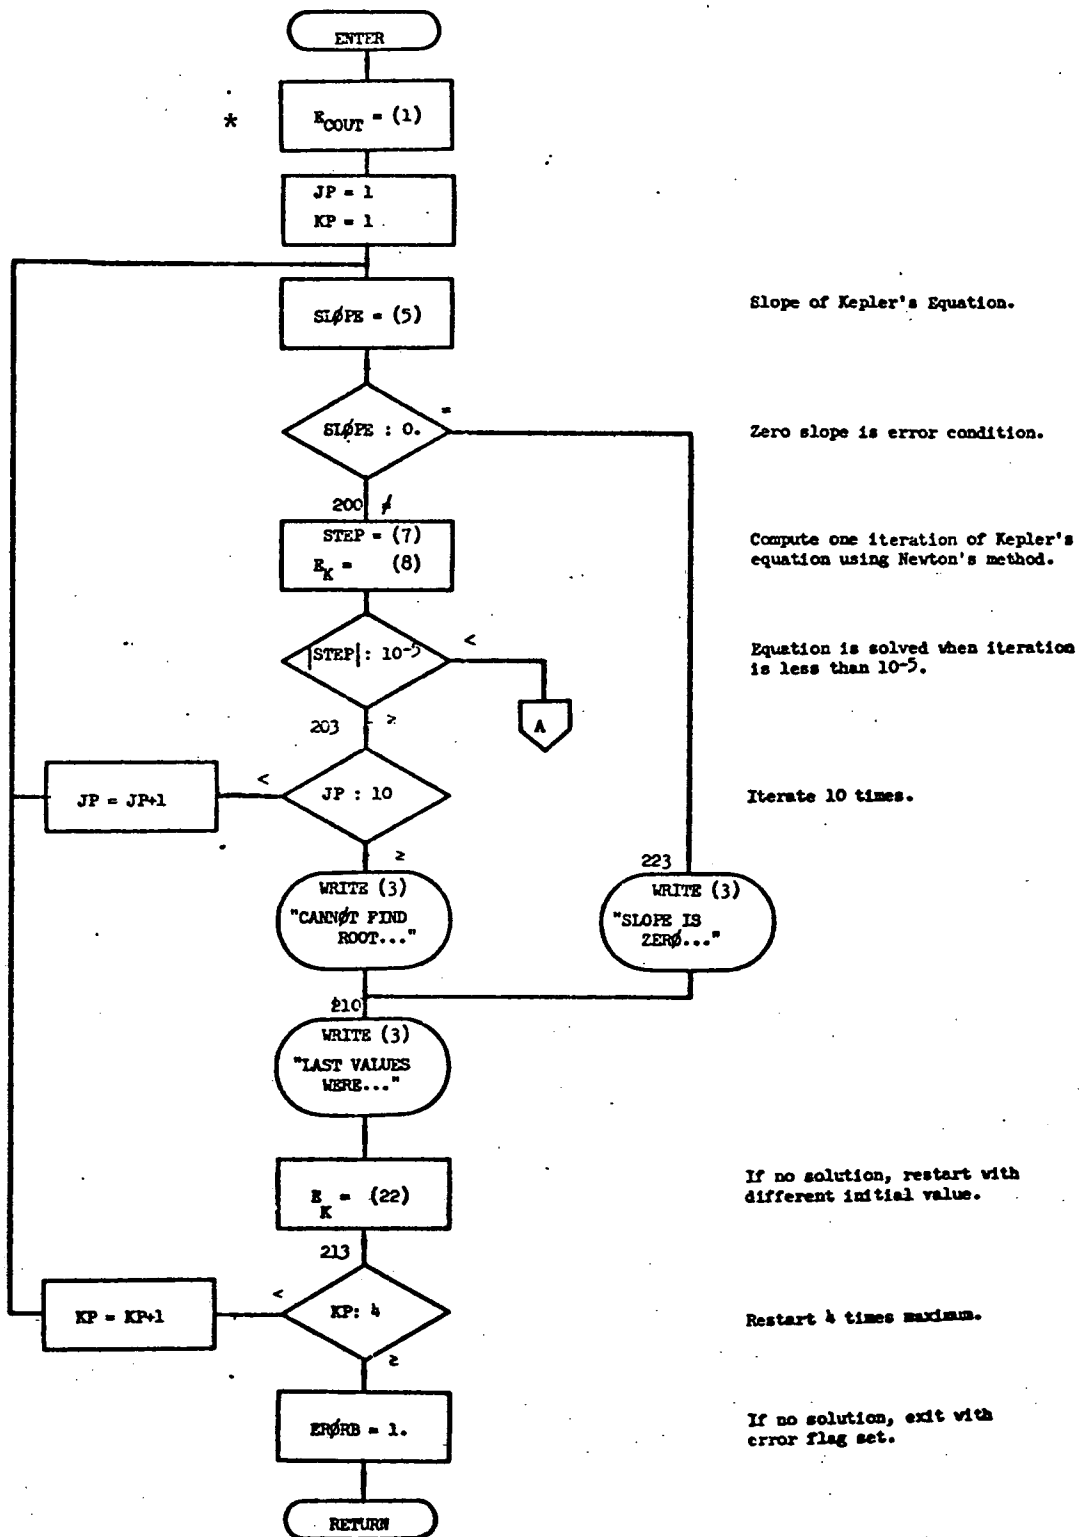 ENTER
*
E_COUT = (1)
JP = 1
KP = 1
SLØPE = (5)
Slope of Kepler's Equation.
SLØPE : 0.
=
Zero slope is error condition.
200 ≠
STEP = (7)
E_K = (8)
Compute one iteration of Kepler's
equation using Newton's method.
|STEP| : 10-5
<
Equation is solved when iteration
is less than 10-5.
A
203 ≥
JP = JP+1
<
JP : 10
Iterate 10 times.
≥
WRITE (3)
"CANNØT FIND
ROOT..."
223
WRITE (3)
"SLOPE IS
ZERØ..."
210
WRITE (3)
"LAST VALUES
WERE..."
E_K = (22)
If no solution, restart with
different initial value.
213
KP = KP+1
<
KP: 4
Restart 4 times maximum.
≥
ERØRB = 1.
If no solution, exit with
error flag set.
RETURN